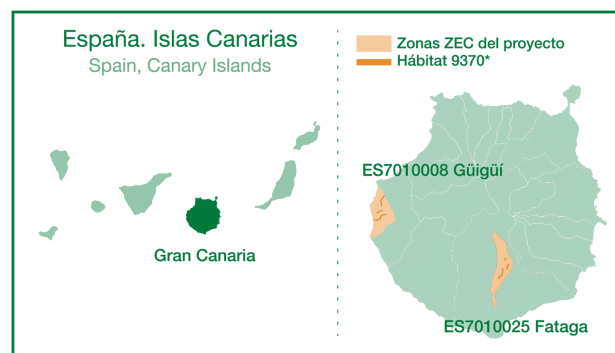 España. Islas Canarias
Spain, Canary Islands
Gran Canaria
Zonas ZEC del proyecto
Hábitat 9370*
ES7010008 Güigüí
ES7010025 Fataga